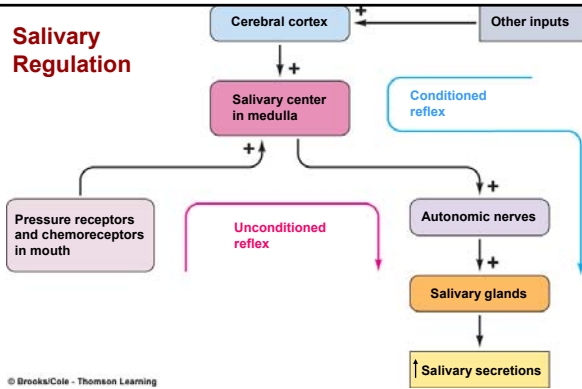 Salivary
Regulation
Cerebral cortex
+
Other inputs
+
Salivary center
in medulla
Conditioned
reflex
+
+
Pressure receptors
and chemoreceptors
in mouth
Unconditioned
reflex
Autonomic nerves
+
Salivary glands
↑ Salivary secretions
© Brooks/Cole - Thomson Learning